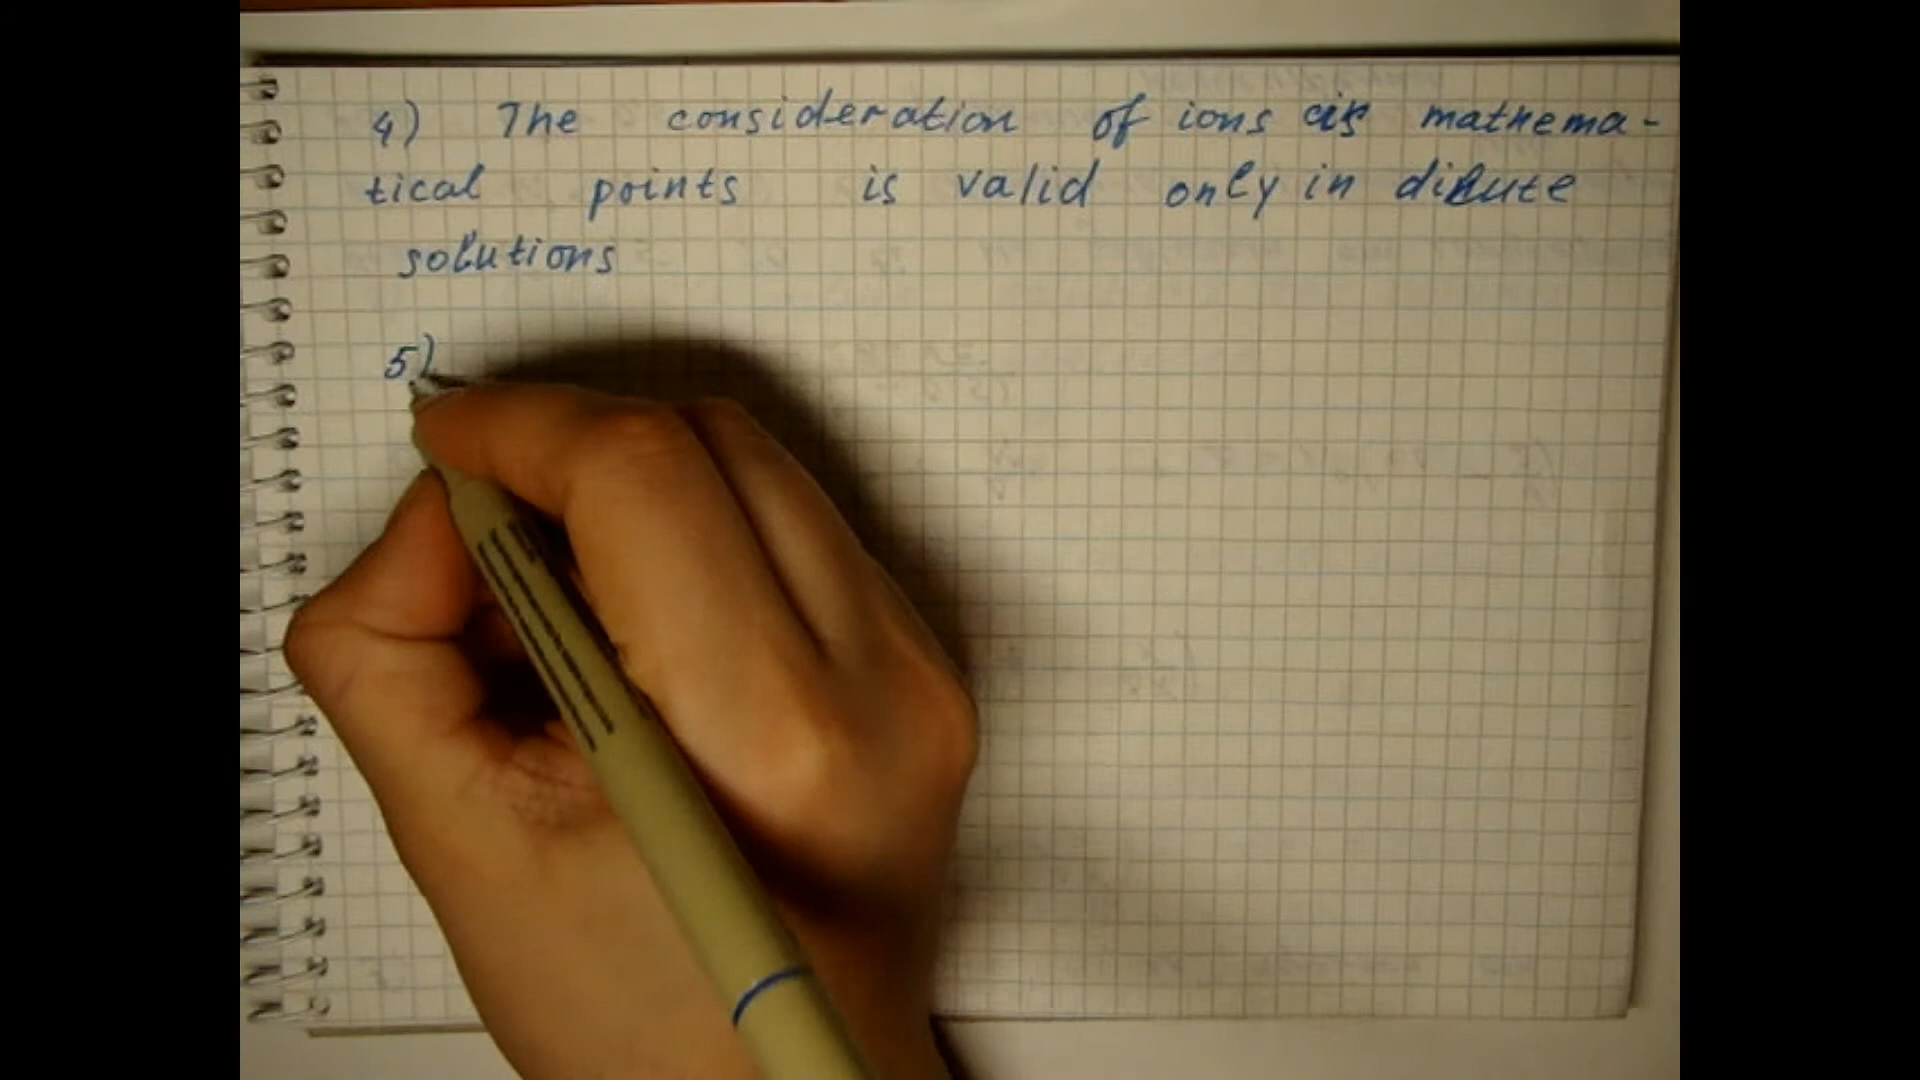 4) The consideration of ions as mathema-
tical points is valid only in dilute
solutions
5)